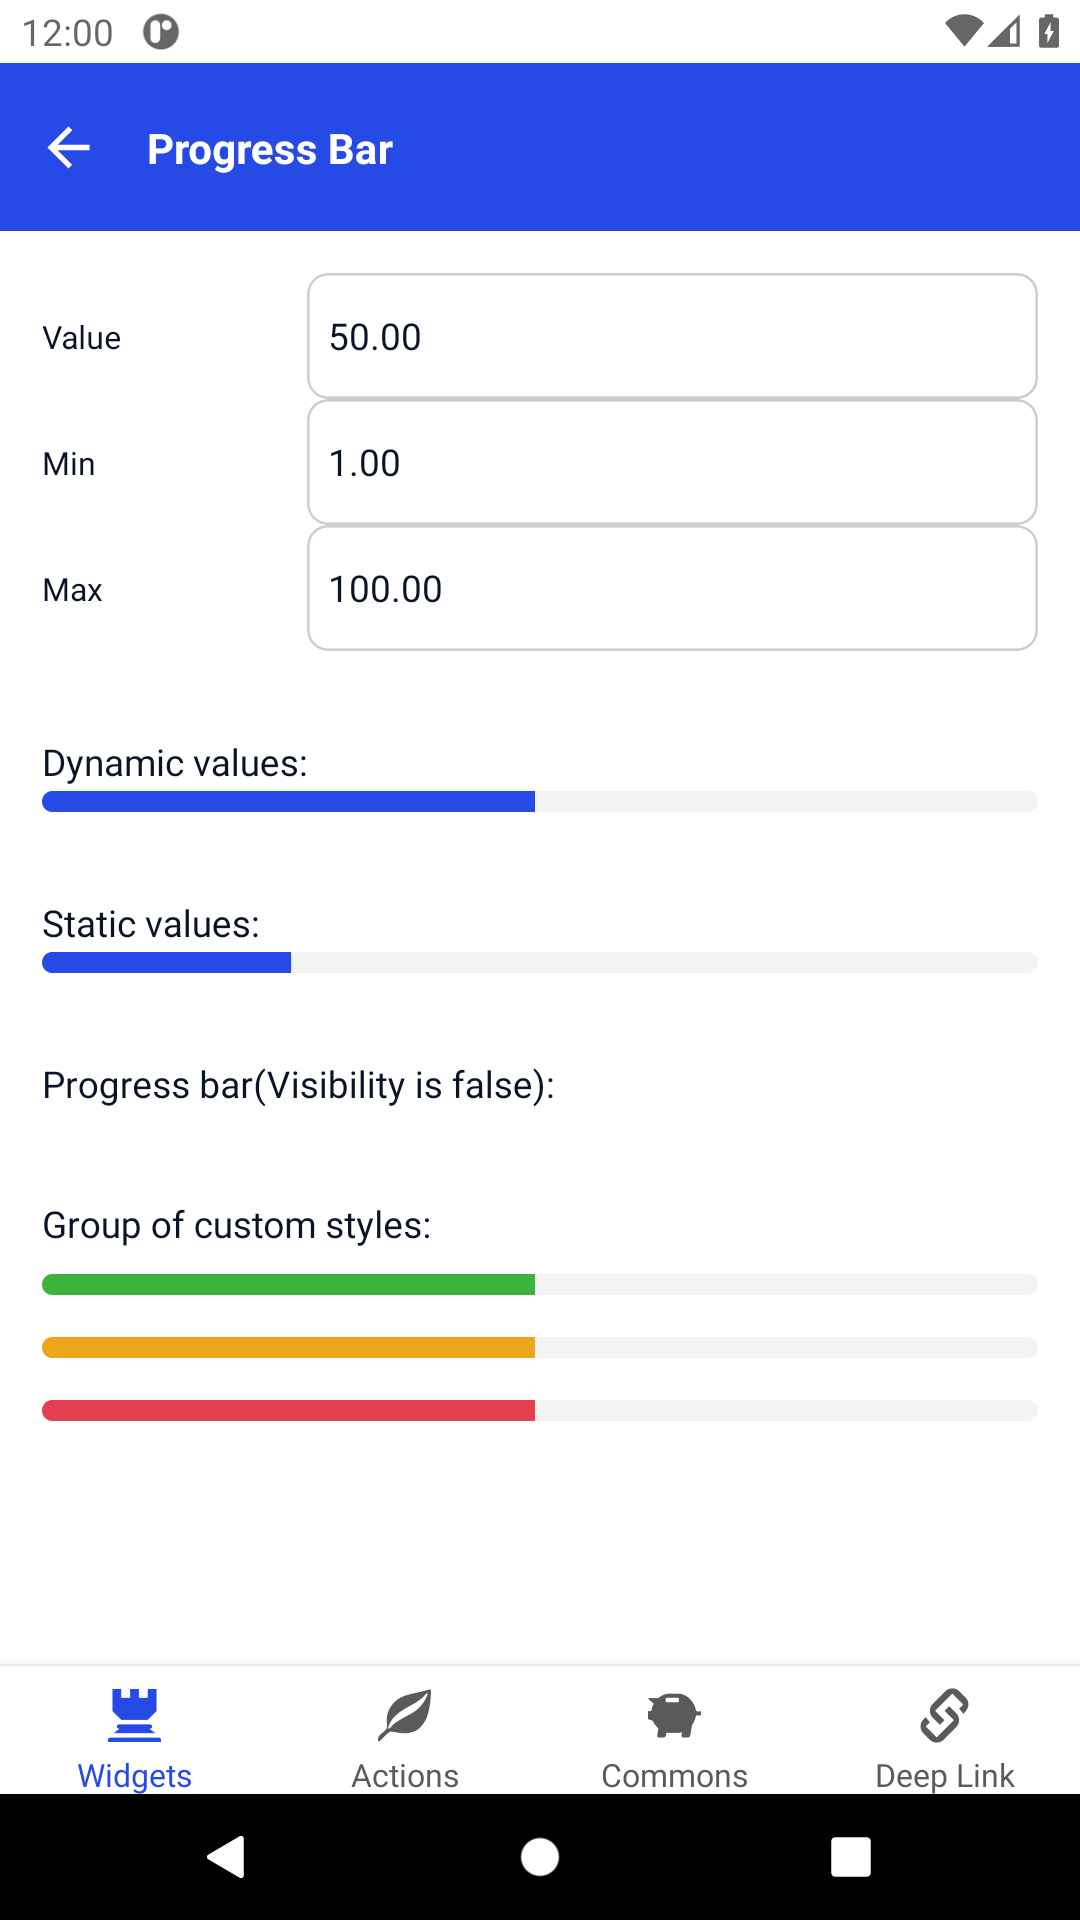 12:00
Progress Bar
Value
50.00
Min
1.00
Max
100.00
Dynamic values:
Static values:
Progress bar(Visibility is false):
Group of custom styles:
Widgets
Actions
Commons
Deep Link